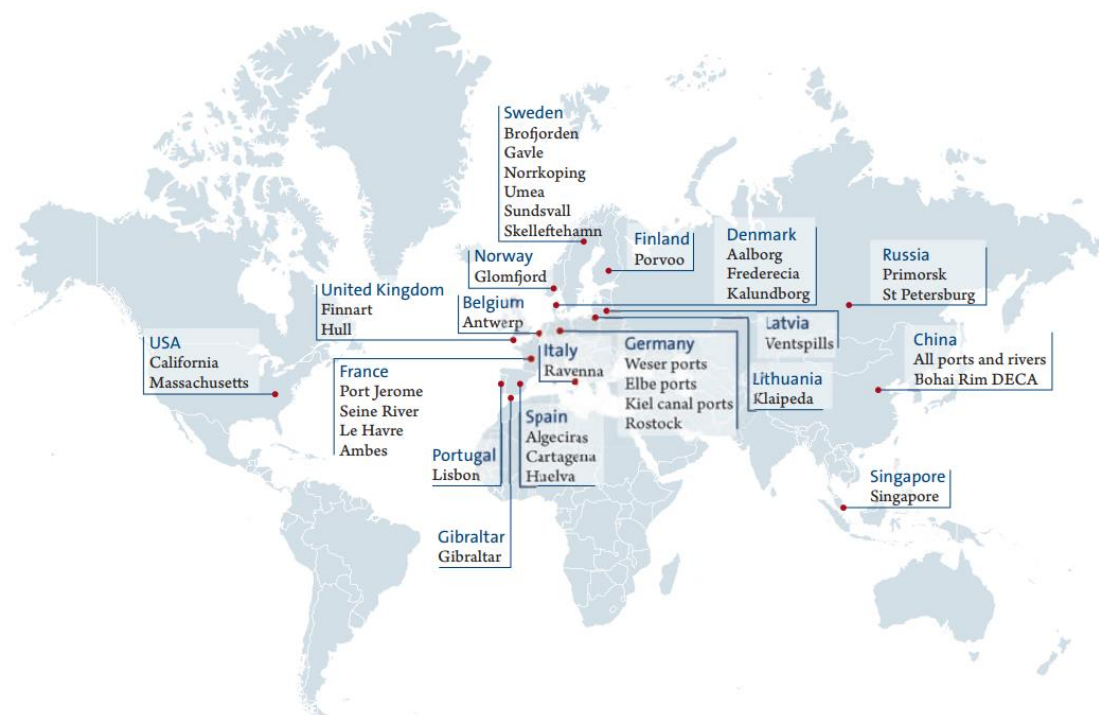 Sweden
Brofjorden
Gavle
Norrkoping
Umea
Sundsvall
Skelleftehamn
Finland
Porvoo
Denmark
Aalborg
Frederecia
Kalundborg
Russia
Primorsk
St Petersburg
Norway
Glomfjord
United Kingdom
Finnart
Hull
Belgium
Antwerp
USA
California
Massachusetts
France
Port Jerome
Seine River
Le Havre
Ambes
Italy
Ravenna
Germany
Weser ports
Elbe ports
Kiel canal ports
Rostock
Latvia
Ventspills
Lithuania
Klaipeda
China
All ports and rivers
Bohai Rim DECA
Portugal
Lisbon
Spain
Algeciras
Cartagena
Huelva
Singapore
Singapore
Gibraltar
Gibraltar